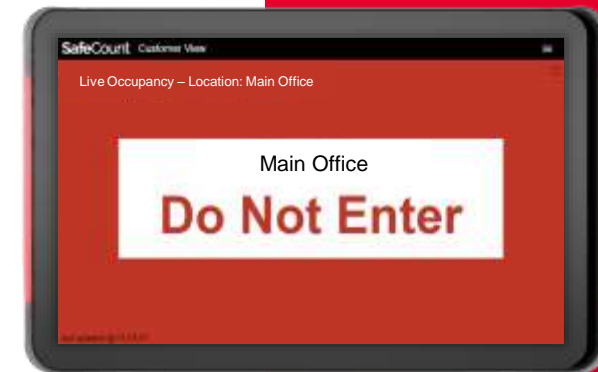 SafeCount Customer View
Live Occupancy – Location: Main Office
Main Office
Do Not Enter